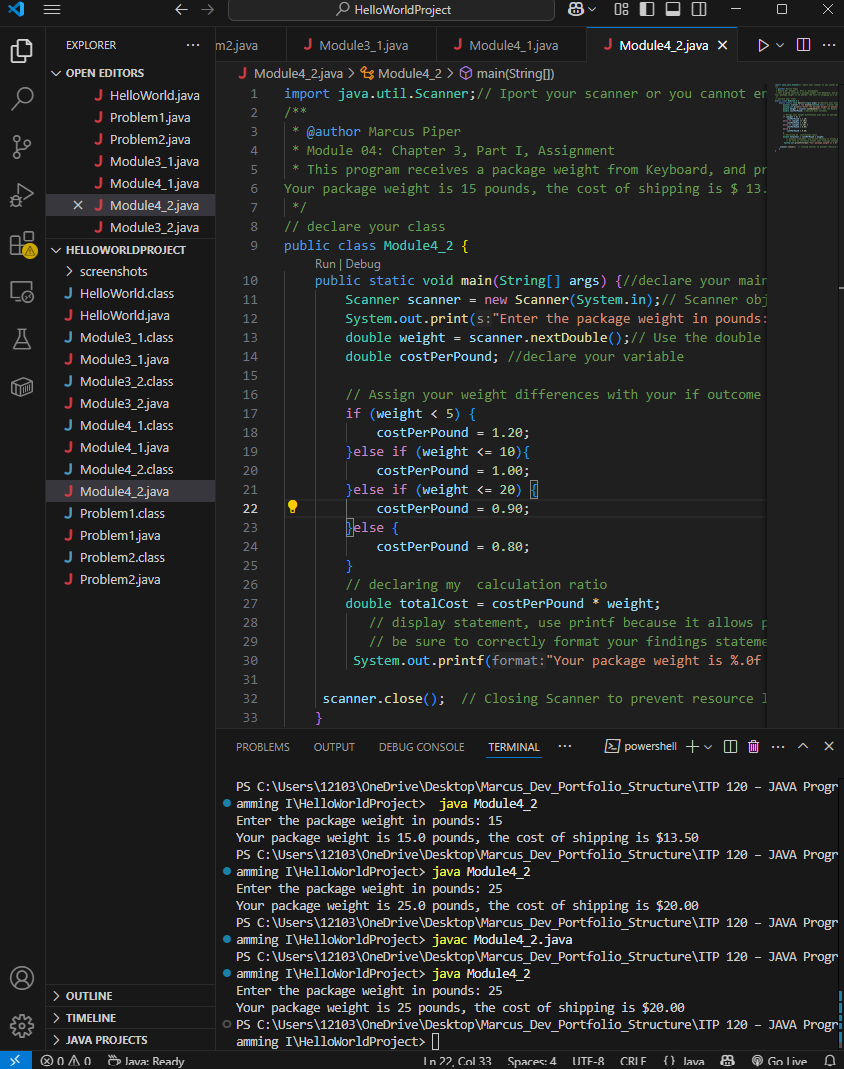 HelloWorldProject
EXPLORER
OPEN EDITORS
HelloWorld.java
Problem1.java
Problem2.java
Module3_1.java
Module4_1.java
Module4_2.java
Module3_2.java
HELLOWORLDPROJECT
screenshots
HelloWorld.class
HelloWorld.java
Module3_1.class
Module3_1.java
Module3_2.class
Module3_2.java
Module4_1.class
Module4_1.java
Module4_2.class
Module4_2.java
Problem1.class
Problem1.java
Problem2.class
Problem2.java
OUTLINE
TIMELINE
JAVA PROJECTS
m2.java Module3_1.java Module4_1.java Module4_2.java
Module4_2.java > Module4_2 > main(String[])
1 import java.util.Scanner;// Iport your scanner or you cannot en
2 /**
3 * @author Marcus Piper
4 * Module 04: Chapter 3, Part I, Assignment
5 * This program receives a package weight from Keyboard, and pr
6 Your package weight is 15 pounds, the cost of shipping is $ 13.
7 */
8 // declare your class
9 public class Module4_2 {
Run | Debug
10 public static void main(String[] args) {//declare your main
11 Scanner scanner = new Scanner(System.in);// Scanner obj
12 System.out.print(s:"Enter the package weight in pounds:
13 double weight = scanner.nextDouble();// Use the double
14 double costPerPound; //declare your variable
15
16 // Assign your weight differences with your if outcome
17 if (weight < 5) {
18 costPerPound = 1.20;
19 }else if (weight <= 10){
20 costPerPound = 1.00;
21 }else if (weight <= 20) {
22 costPerPound = 0.90;
23 }else {
24 costPerPound = 0.80;
25 }
26 // declaring my  calculation ratio
27 double totalCost = costPerPound * weight;
28 // display statement, use printf because it allows p
29 // be sure to correctly format your findings stateme
30 System.out.printf(format:"Your package weight is %.0f
31
32 scanner.close();  // Closing Scanner to prevent resource l
33 }
PROBLEMS OUTPUT DEBUG CONSOLE TERMINAL ··· powershell
PS C:\Users\12103\OneDrive\Desktop\Marcus_Dev_Portfolio_Structure\ITP 120 – JAVA Progr
amming I\HelloWorldProject>  java Module4_2
Enter the package weight in pounds: 15
Your package weight is 15.0 pounds, the cost of shipping is $13.50
PS C:\Users\12103\OneDrive\Desktop\Marcus_Dev_Portfolio_Structure\ITP 120 – JAVA Progr
amming I\HelloWorldProject> java Module4_2
Enter the package weight in pounds: 25
Your package weight is 25.0 pounds, the cost of shipping is $20.00
PS C:\Users\12103\OneDrive\Desktop\Marcus_Dev_Portfolio_Structure\ITP 120 – JAVA Progr
amming I\HelloWorldProject> javac Module4_2.java
PS C:\Users\12103\OneDrive\Desktop\Marcus_Dev_Portfolio_Structure\ITP 120 – JAVA Progr
amming I\HelloWorldProject> java Module4_2
Enter the package weight in pounds: 25
Your package weight is 25 pounds, the cost of shipping is $20.00
PS C:\Users\12103\OneDrive\Desktop\Marcus_Dev_Portfolio_Structure\ITP 120 – JAVA Progr
amming I\HelloWorldProject>
0 0 Java: Ready Ln 22, Col 33 Spaces: 4 UTF-8 CRLF {} Java Go Live